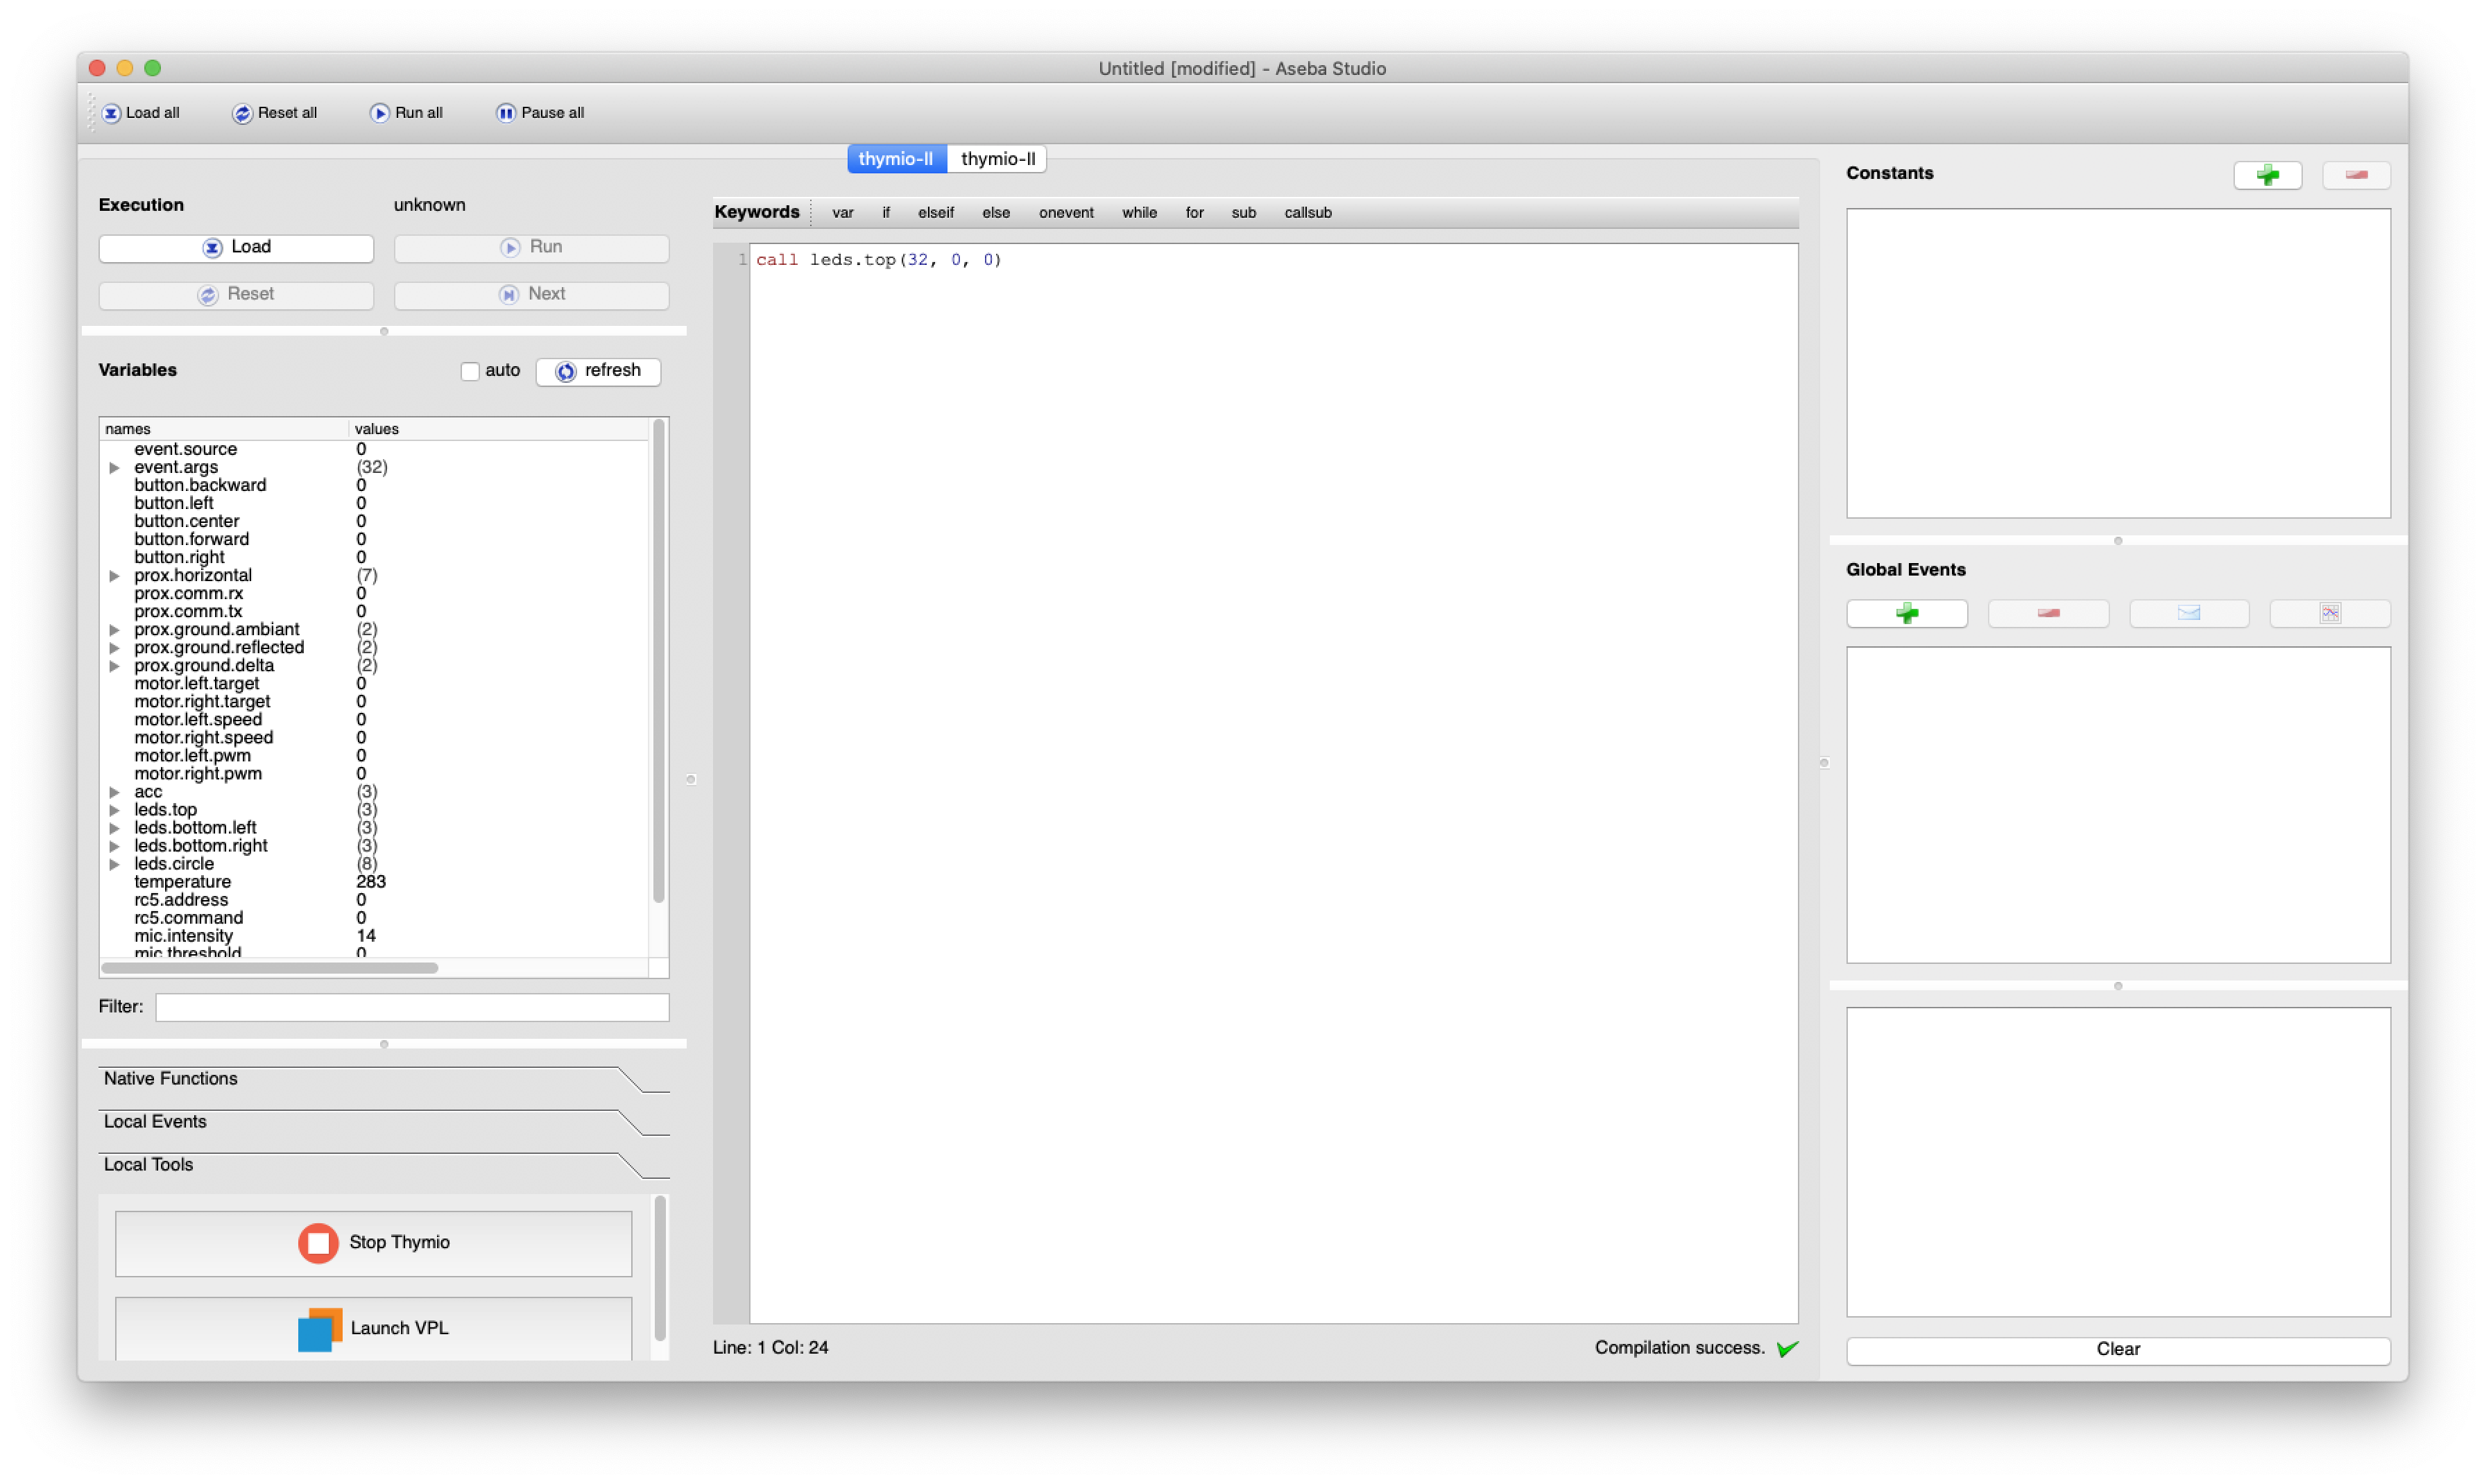 Untitled [modified] - Aseba Studio
Load all Reset all Run all Pause all
thymio-II thymio-II
Execution unknown
Load Run
Reset Next
Variables auto refresh
names values
event.source 0
event.args (32)
button.backward 0
button.left 0
button.center 0
button.forward 0
button.right 0
prox.horizontal (7)
prox.comm.rx 0
prox.comm.tx 0
prox.ground.ambiant (2)
prox.ground.reflected (2)
prox.ground.delta (2)
motor.left.target 0
motor.right.target 0
motor.left.speed 0
motor.right.speed 0
motor.left.pwm 0
motor.right.pwm 0
acc (3)
leds.top (3)
leds.bottom.left (3)
leds.bottom.right (3)
leds.circle (8)
temperature 283
rc5.address 0
rc5.command 0
mic.intensity 14
mic.threshold 0
Filter:
Native Functions
Local Events
Local Tools
Stop Thymio
Launch VPL
Keywords var if elseif else onevent while for sub callsub
1 call leds.top(32, 0, 0)
Line: 1 Col: 24 Compilation success.
Constants
Global Events
Clear